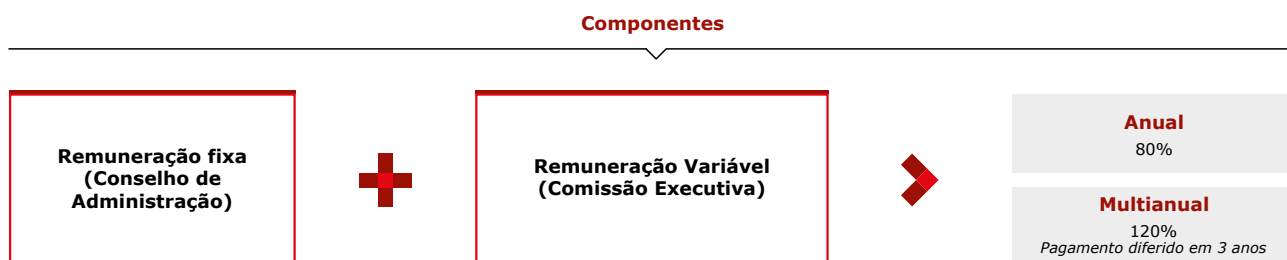 Componentes
Remuneração fixa
(Conselho de
Administração)
Remuneração Variável
(Comissão Executiva)
Anual
80%
Multianual
120%
Pagamento diferido em 3 anos